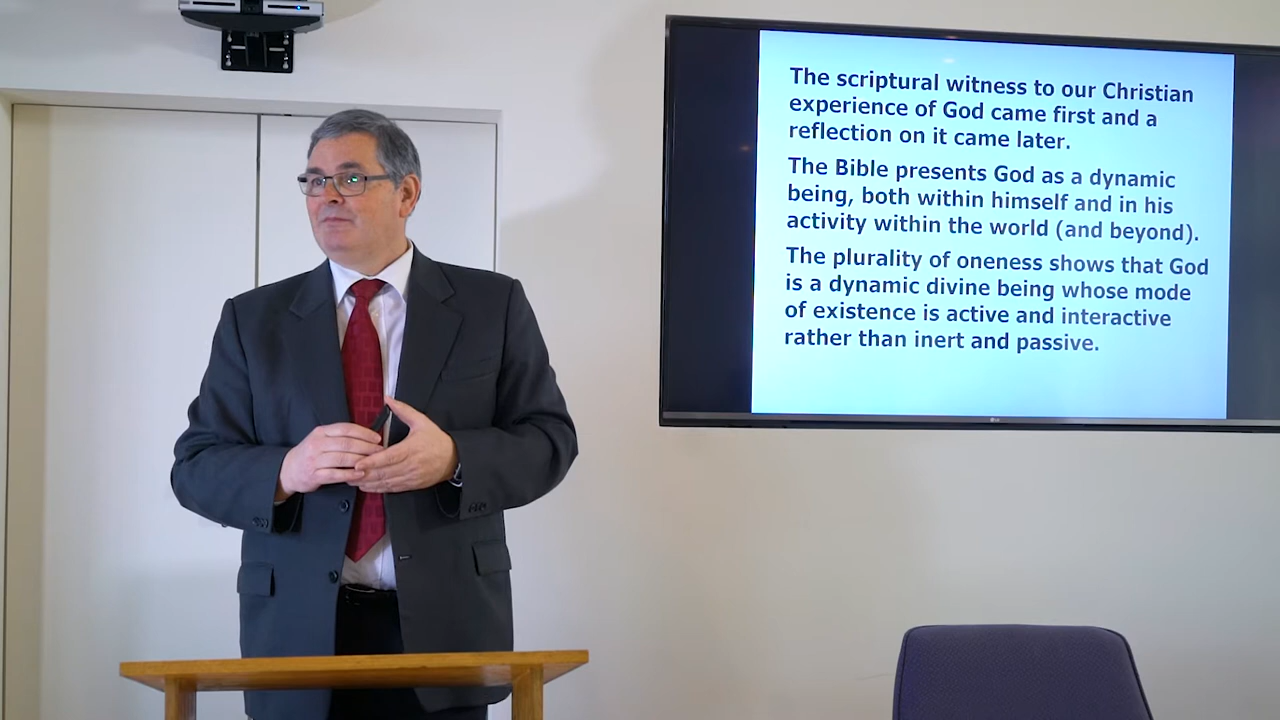 The scriptural witness to our Christian
experience of God came first and a
reflection on it came later.
The Bible presents God as a dynamic
being, both within himself and in his
activity within the world (and beyond).
The plurality of oneness shows that God
is a dynamic divine being whose mode
of existence is active and interactive
rather than inert and passive.
LG